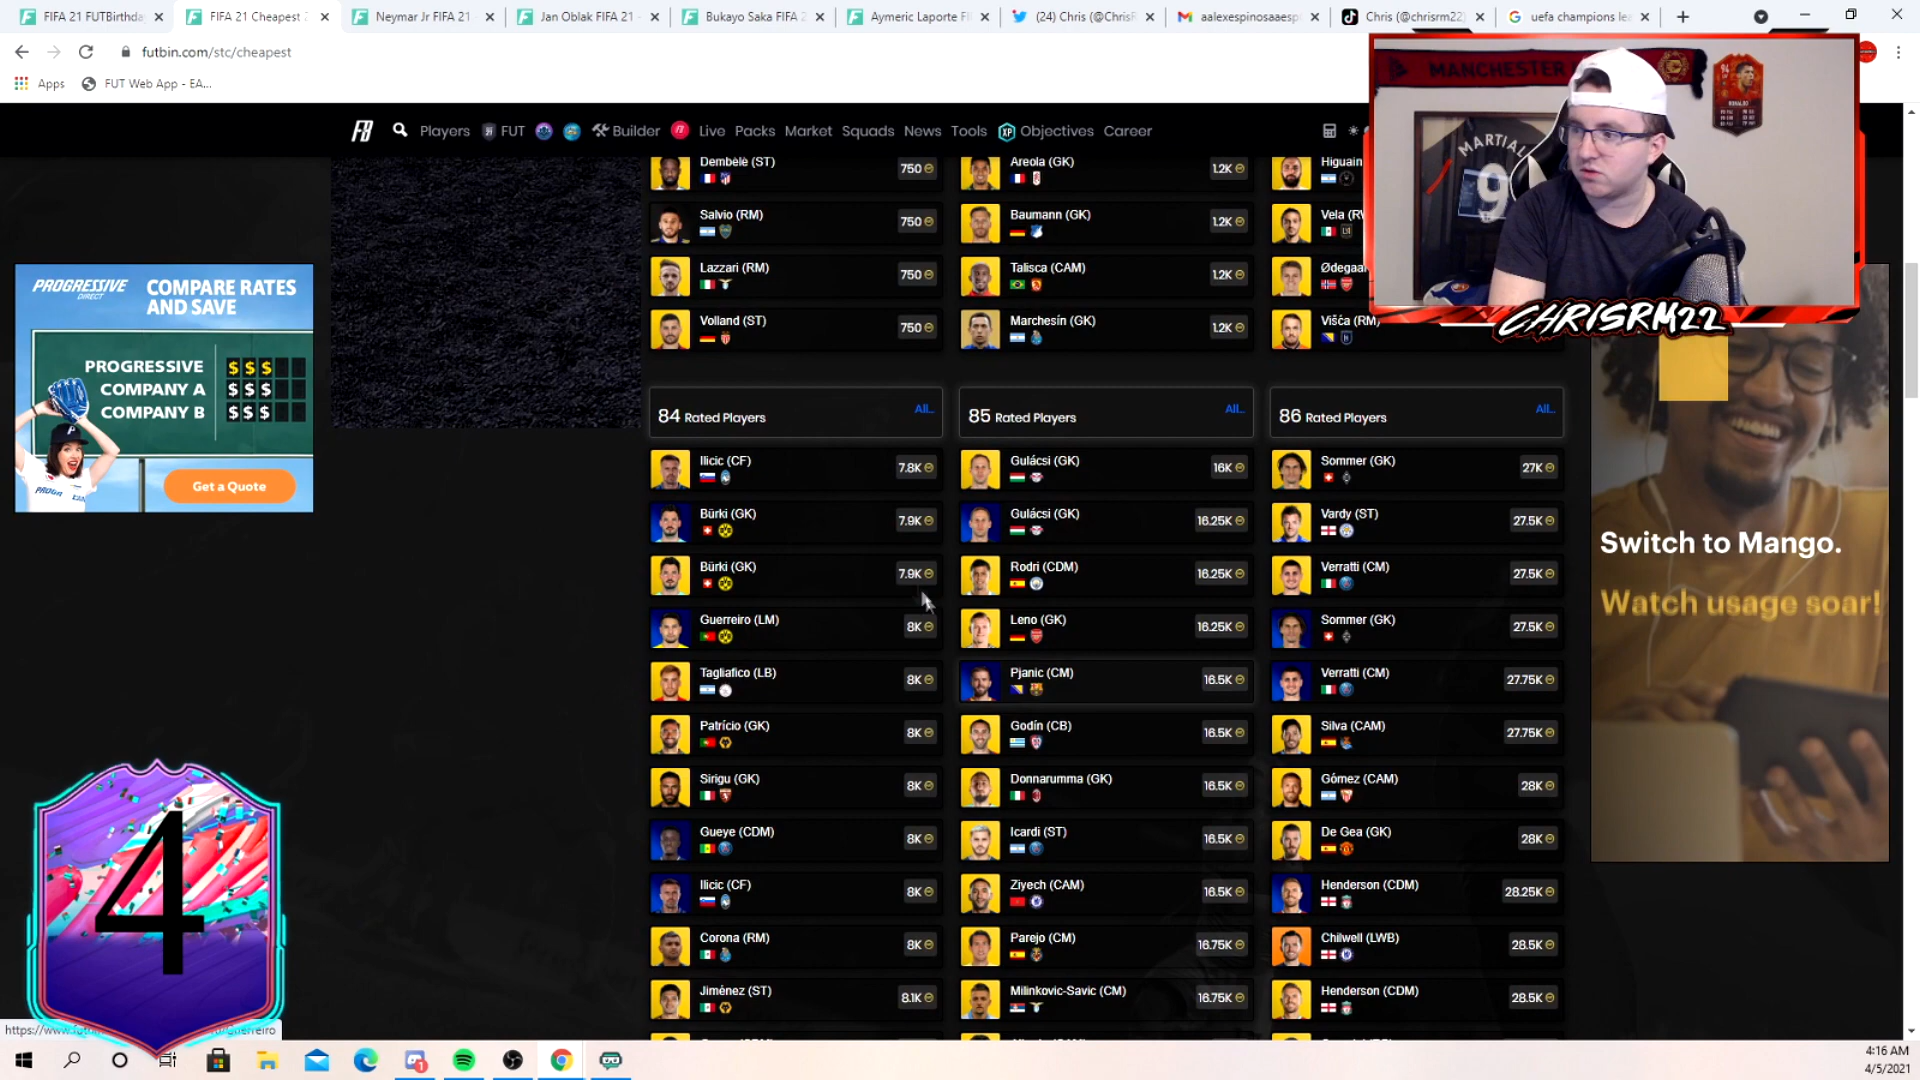 FIFA 21 FUTBirthda
FIFA 21 Cheapest
Neymar Jr FIFA 21
Jan Oblak FIFA 21
Bukayo Saka FIFA 2
Aymeric Laporte FI
(24) Chris (@ChrisR
aalexespinosaaesp
Chris (@chrisrm22)
uefa champions le
futbin.com/stc/cheapest
Apps
FUT Web App - EA...
Players FUT Builder Live Packs Market Squads News Tools Objectives Career
MANCHESTER
94
RONALDO
MARTIAL
9
CHRISRM22
Dembélé (ST) 750
Salvio (RM) 750
Lazzari (RM) 750
Volland (ST) 750
Areola (GK) 1.2K
Baumann (GK) 1.2K
Talisca (CAM) 1.2K
Marchesín (GK) 1.2K
Higuain
Vela (RW
Ødegaar
Višća (RM)
PROGRESSIVE
DIRECT
COMPARE RATES
AND SAVE
PROGRESSIVE $ $ $
COMPANY A $ $ $
COMPANY B $ $ $
Get a Quote
84 Rated Players All...
Ilicic (CF) 7.8K
Bürki (GK) 7.9K
Bürki (GK) 7.9K
Guerreiro (LM) 8K
Tagliafico (LB) 8K
Patrício (GK) 8K
Sirigu (GK) 8K
Gueye (CDM) 8K
Ilicic (CF) 8K
Corona (RM) 8K
Jiménez (ST) 8.1K
85 Rated Players All...
Gulácsi (GK) 16K
Gulácsi (GK) 16.25K
Rodri (CDM) 16.25K
Leno (GK) 16.25K
Pjanic (CM) 16.5K
Godín (CB) 16.5K
Donnarumma (GK) 16.5K
Icardi (ST) 16.5K
Ziyech (CAM) 16.5K
Parejo (CM) 16.75K
Milinkovic-Savic (CM) 16.75K
86 Rated Players All...
Sommer (GK) 27K
Vardy (ST) 27.5K
Verratti (CM) 27.5K
Sommer (GK) 27.5K
Verratti (CM) 27.75K
Silva (CAM) 27.75K
Gómez (CAM) 28K
De Gea (GK) 28K
Henderson (CDM) 28.25K
Chilwell (LWB) 28.5K
Henderson (CDM) 28.5K
Switch to Mango.
Watch usage soar!
4
4:16 AM
4/5/2021